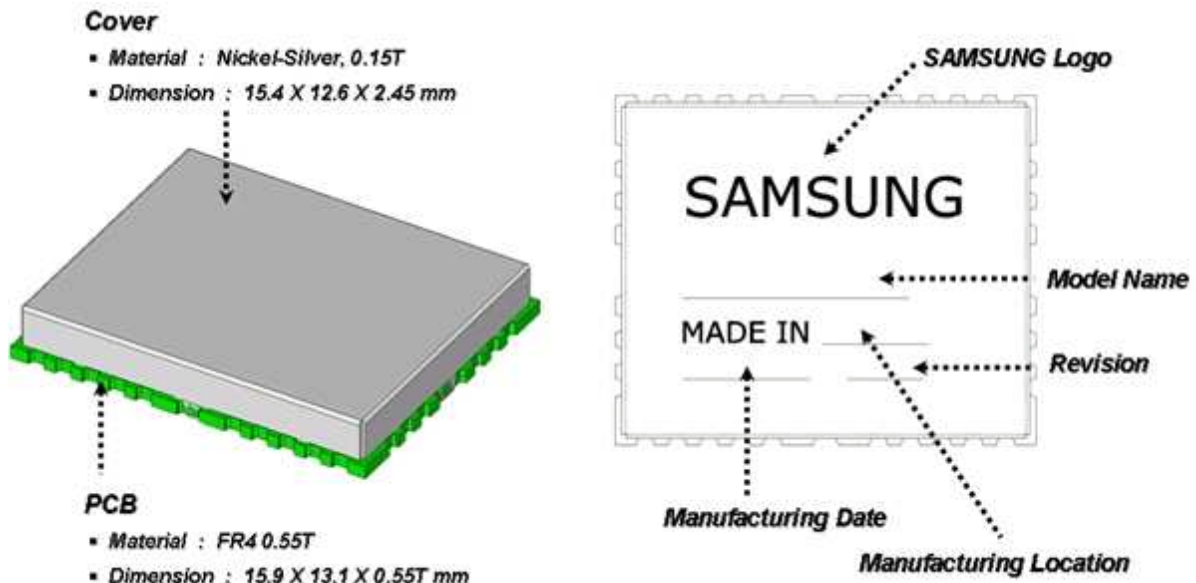 Cover
▪ Material : Nickel-Silver, 0.15T
▪ Dimension : 15.4 X 12.6 X 2.45 mm
PCB
▪ Material : FR4 0.55T
▪ Dimension : 15.9 X 13.1 X 0.55T mm
SAMSUNG Logo
SAMSUNG
Model Name
MADE IN
Revision
Manufacturing Date
Manufacturing Location